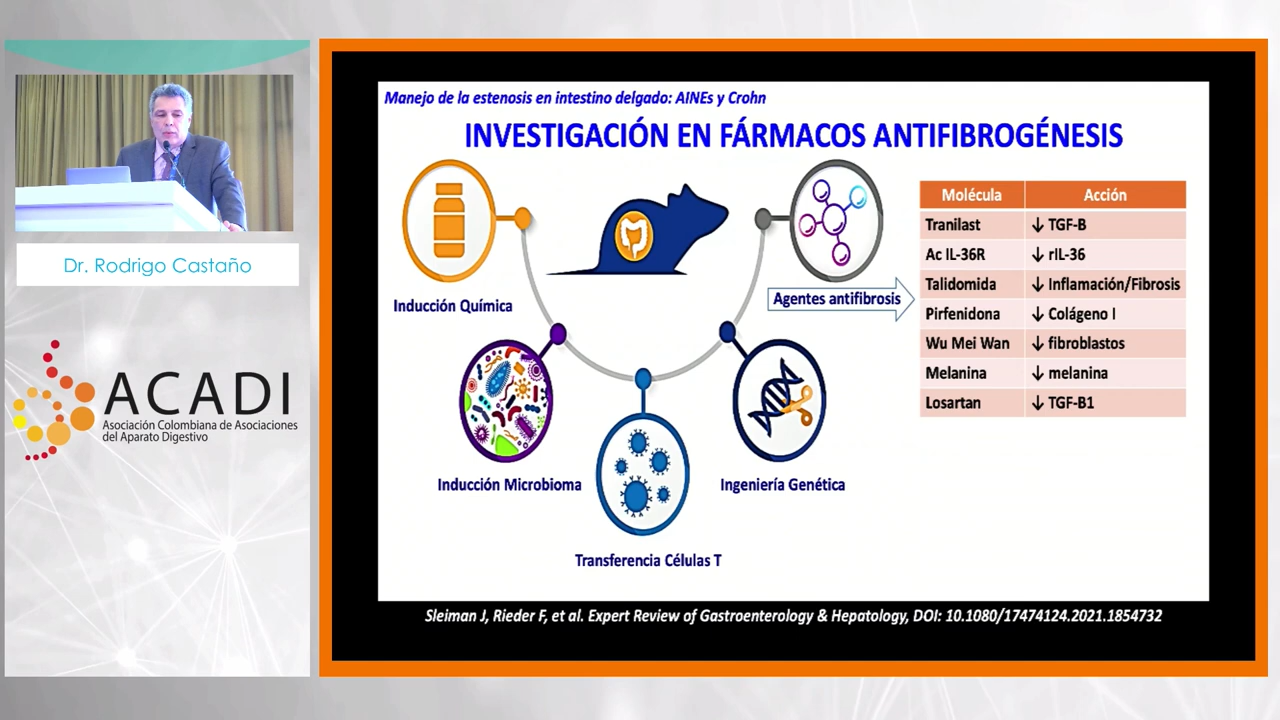 Dr. Rodrigo Castaño
ACADI
Asociación Colombiana de Asociaciones
del Aparato Digestivo
Manejo de la estenosis en intestino delgado: AINEs y Crohn
INVESTIGACIÓN EN FÁRMACOS ANTIFIBROGÉNESIS
Inducción Química
Inducción Microbioma
Transferencia Células T
Ingeniería Genética
Agentes antifibrosis
Molécula Acción
Tranilast ↓ TGF-B
Ac IL-36R ↓ rIL-36
Talidomida ↓ Inflamación/Fibrosis
Pirfenidona ↓ Colágeno I
Wu Mei Wan ↓ fibroblastos
Melanina ↓ melanina
Losartan ↓ TGF-B1
Sleiman J, Rieder F, et al. Expert Review of Gastroenterology & Hepatology, DOI: 10.1080/17474124.2021.1854732